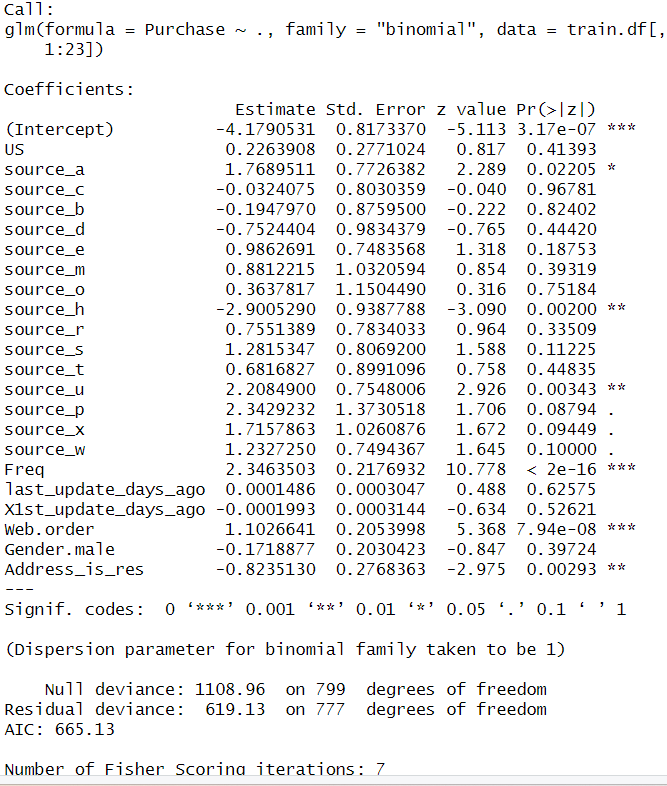 Call:
glm(formula = Purchase ~ ., family = "binomial", data = train.df[,
    1:23])

Coefficients:
                       Estimate Std. Error z value Pr(>|z|)
(Intercept)          -4.1790531  0.8173370  -5.113 3.17e-07 ***
US                    0.2263908  0.2771024   0.817  0.41393
source_a              1.7689511  0.7726382   2.289  0.02205 *
source_c             -0.0324075  0.8030359  -0.040  0.96781
source_b             -0.1947970  0.8759500  -0.222  0.82402
source_d             -0.7524404  0.9834379  -0.765  0.44420
source_e              0.9862691  0.7483568   1.318  0.18753
source_m              0.8812215  1.0320594   0.854  0.39319
source_o              0.3637817  1.1504490   0.316  0.75184
source_h             -2.9005290  0.9387788  -3.090  0.00200 **
source_r              0.7551389  0.7834033   0.964  0.33509
source_s              1.2815347  0.8069200   1.588  0.11225
source_t              0.6816827  0.8991096   0.758  0.44835
source_u              2.2084900  0.7548006   2.926  0.00343 **
source_p              2.3429232  1.3730518   1.706  0.08794 .
source_x              1.7157863  1.0260876   1.672  0.09449 .
source_w              1.2327250  0.7494367   1.645  0.10000 .
Freq                  2.3463503  0.2176932  10.778  < 2e-16 ***
last_update_days_ago  0.0001486  0.0003047   0.488  0.62575
X1st_update_days_ago -0.0001993  0.0003144  -0.634  0.52621
Web.order             1.1026641  0.2053998   5.368 7.94e-08 ***
Gender.male          -0.1718877  0.2030423  -0.847  0.39724
Address_is_res       -0.8235130  0.2768363  -2.975  0.00293 **
---
Signif. codes:  0 ‘***’ 0.001 ‘**’ 0.01 ‘*’ 0.05 ‘.’ 0.1 ‘ ’ 1

(Dispersion parameter for binomial family taken to be 1)

    Null deviance: 1108.96  on 799  degrees of freedom
Residual deviance:  619.13  on 777  degrees of freedom
AIC: 665.13

Number of Fisher Scoring iterations: 7